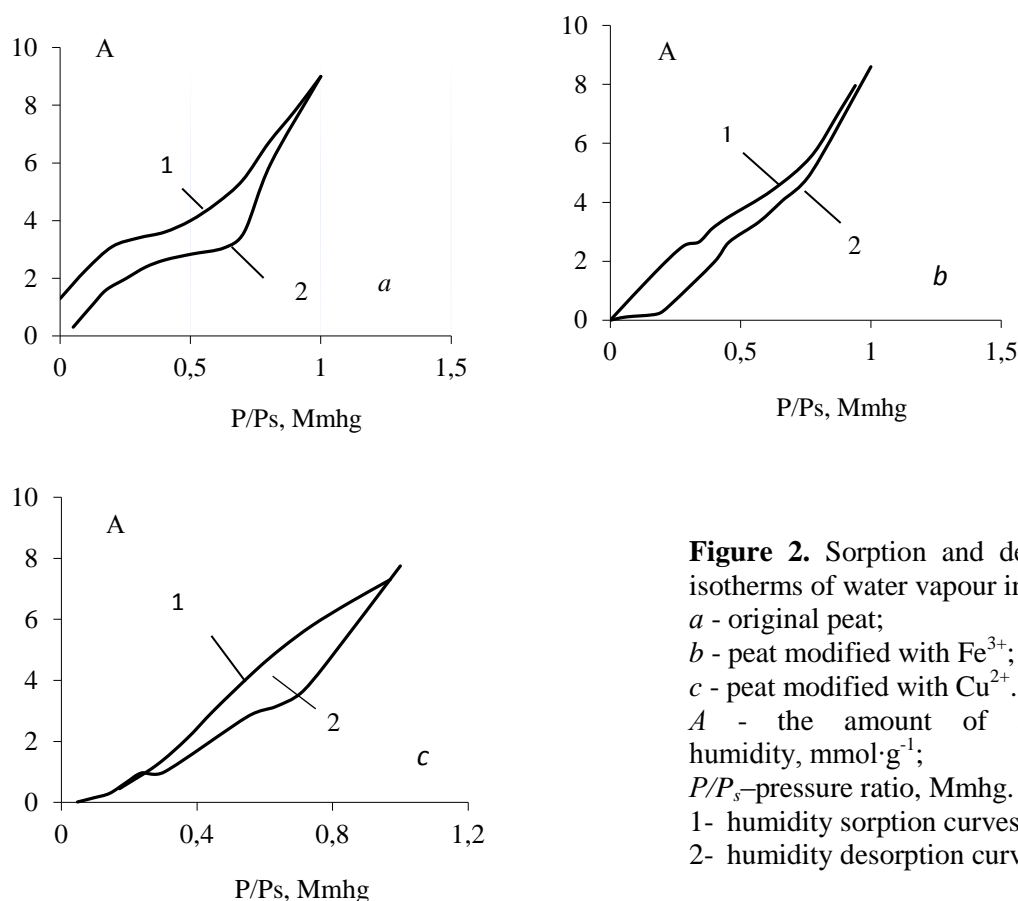 10
A
8
6
1
4
2
2
a
0
0
0,5
1
1,5
P/Ps, Mmhg
10
A
8
6
1
4
2
2
b
0
0
0,5
1
1,5
P/Ps, Mmhg
10
A
8
1
6
4
2
2
c
0
0
0,4
0,8
1,2
P/Ps, Mmhg
Figure 2. Sorption and de
isotherms of water vapour i
a - original peat;
b - peat modified with Fe³⁺;
c - peat modified with Cu²⁺.
A - the amount of
humidity, mmol·g⁻¹;
P/Pₛ–pressure ratio, Mmhg.
1- humidity sorption curves
2- humidity desorption curv